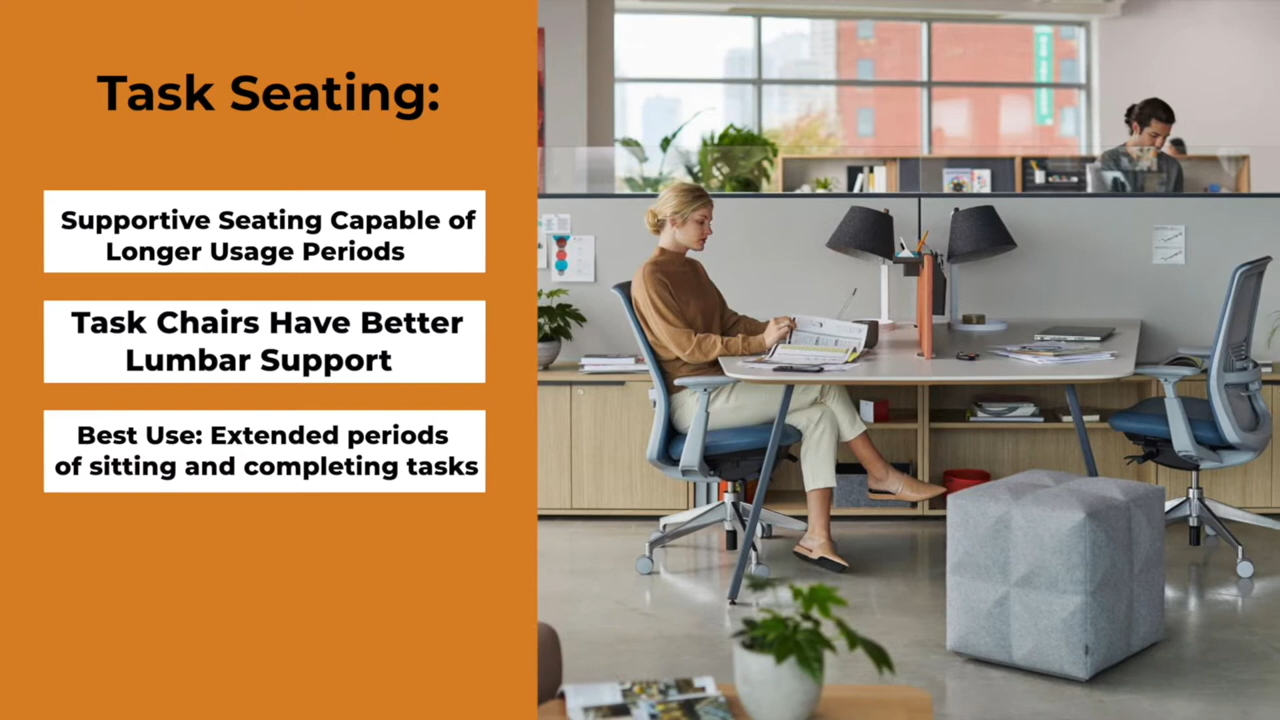 Task Seating:
Supportive Seating Capable of
Longer Usage Periods
Task Chairs Have Better
Lumbar Support
Best Use: Extended periods
of sitting and completing tasks